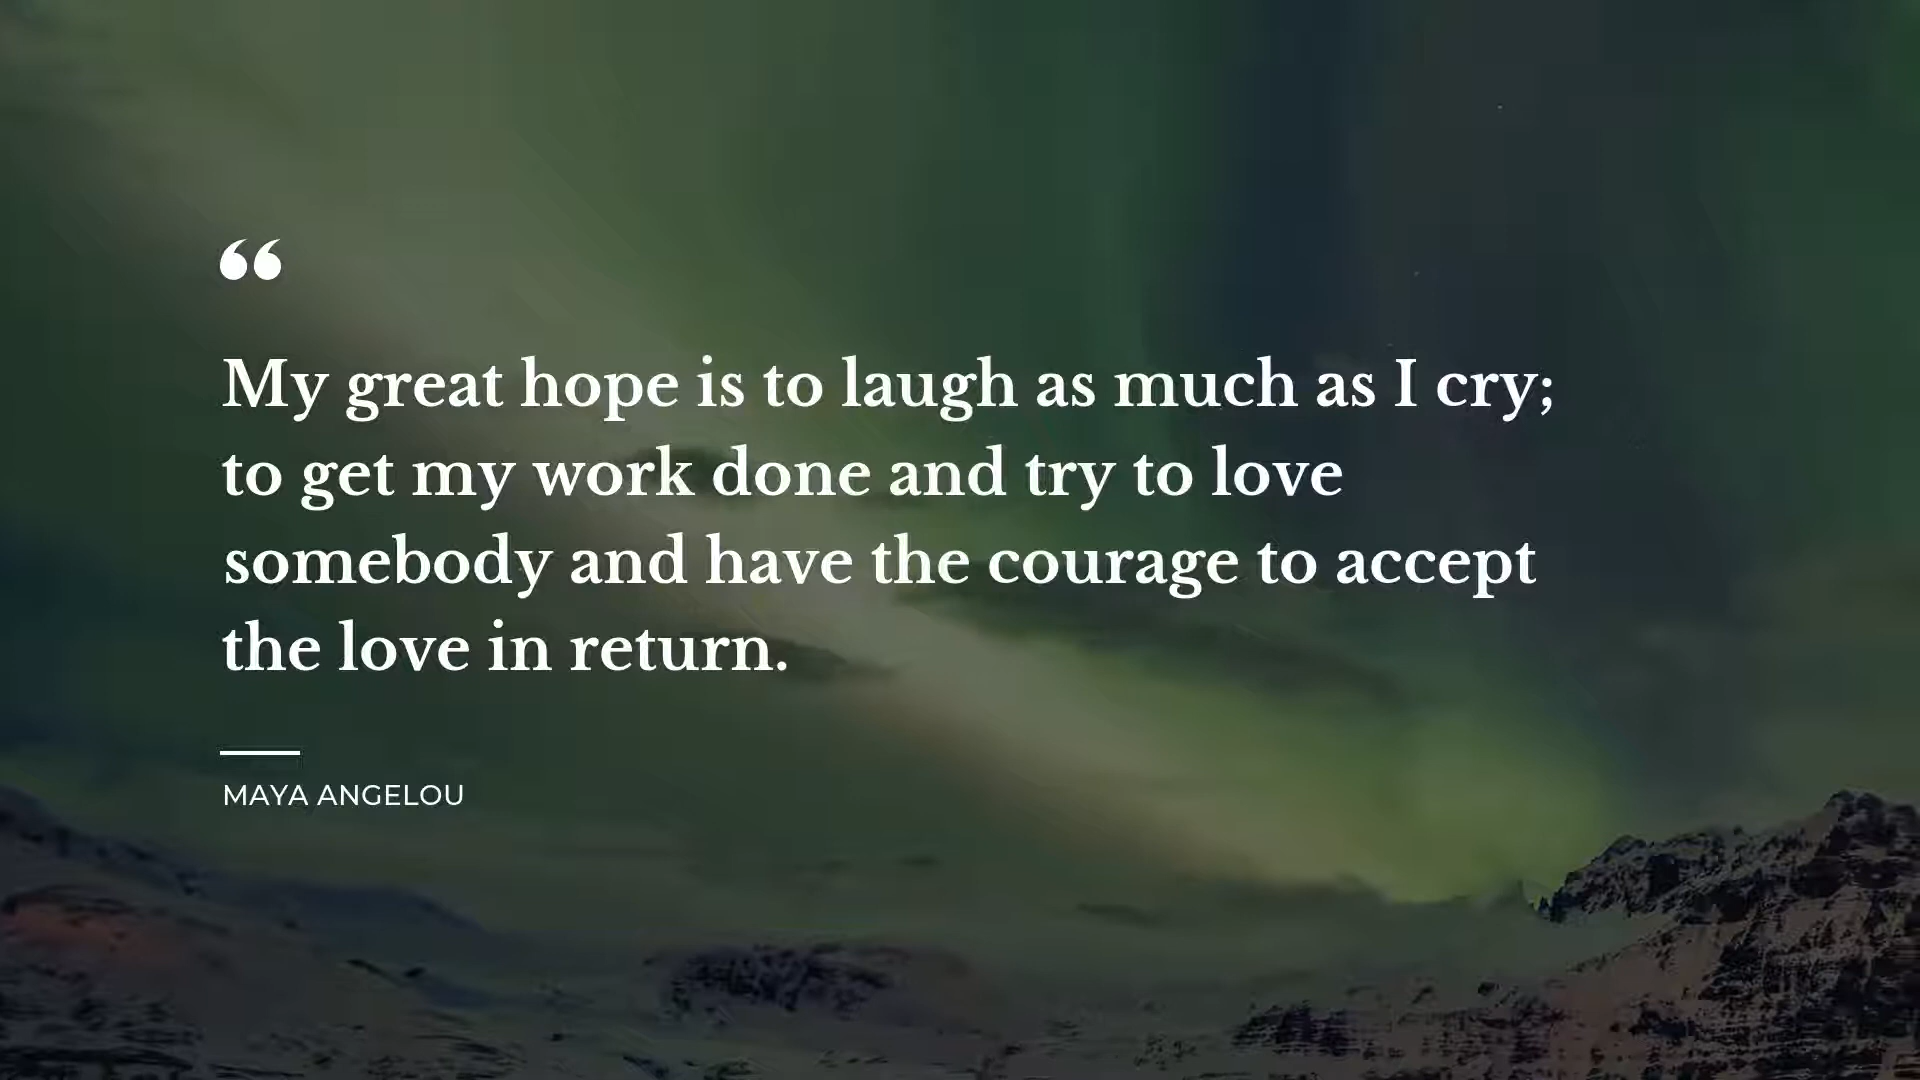 “
My great hope is to laugh as much as I cry;
to get my work done and try to love
somebody and have the courage to accept
the love in return.
MAYA ANGELOU